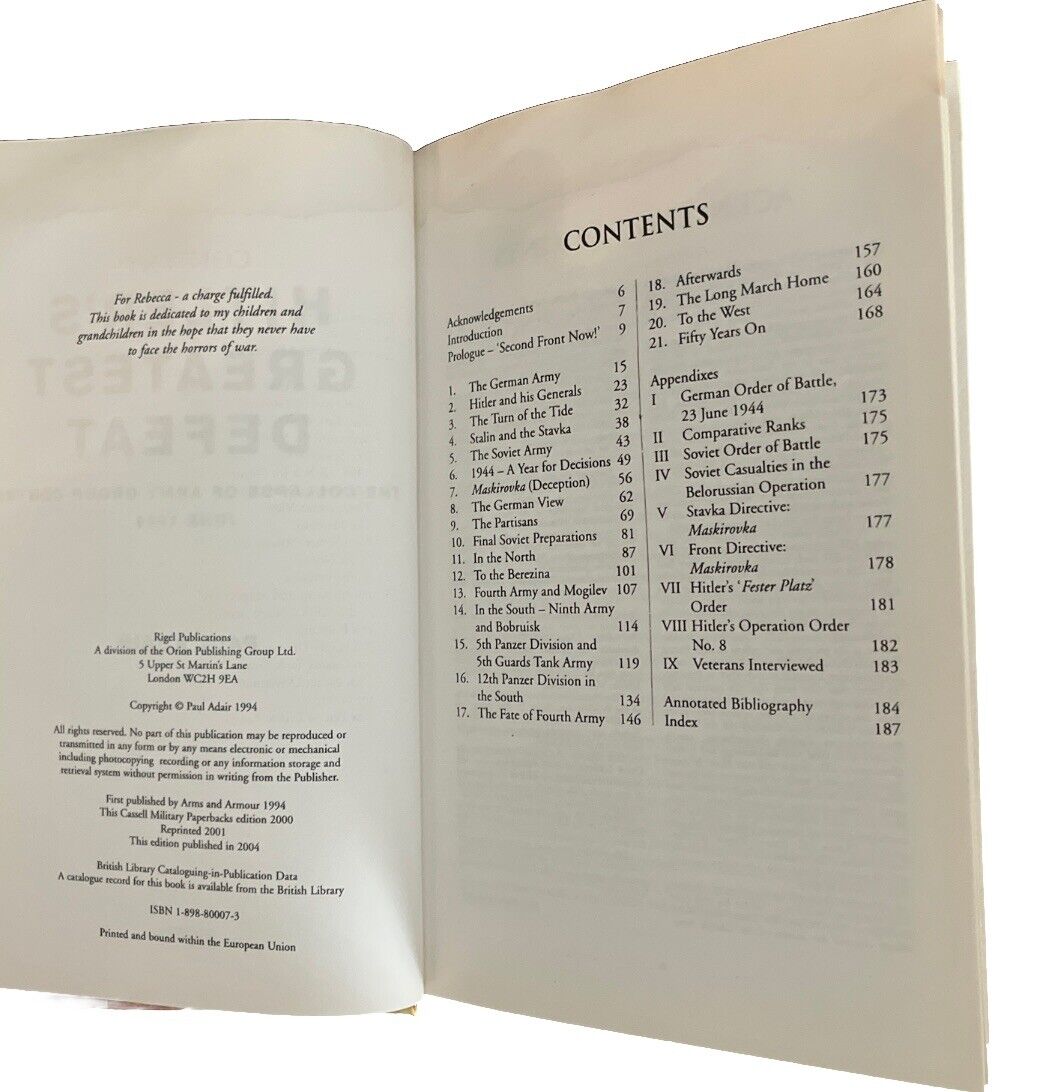 For Rebecca - a charge fulfilled.
This book is dedicated to my children and
grandchildren in the hope that they never have
to face the horrors of war.
Rigel Publications
A division of the Orion Publishing Group Ltd.
5 Upper St Martin's Lane
London WC2H 9EA
Copyright © Paul Adair 1994
All rights reserved. No part of this publication may be reproduced or
transmitted in any form or by any means electronic or mechanical
including photocopying recording or any information storage and
retrieval system without permission in writing from the Publisher.
First published by Arms and Armour 1994
This Cassell Military Paperbacks edition 2000
Reprinted 2001
This edition published in 2004
British Library Cataloguing-in-Publication Data
A catalogue record for this book is available from the British Library
ISBN 1-898-80007-3
Printed and bound within the European Union
CONTENTS
Acknowledgements 6
Introduction 7
Prologue – 'Second Front Now!' 9
1. The German Army 15
2. Hitler and his Generals 23
3. The Turn of the Tide 32
4. Stalin and the Stavka 38
5. The Soviet Army 43
6. 1944 – A Year for Decisions 49
7. Maskirovka (Deception) 56
8. The German View 62
9. The Partisans 69
10. Final Soviet Preparations 81
11. In the North 87
12. To the Berezina 101
13. Fourth Army and Mogilev 107
14. In the South – Ninth Army
and Bobruisk 114
15. 5th Panzer Division and
5th Guards Tank Army 119
16. 12th Panzer Division in
the South 134
17. The Fate of Fourth Army 146
18. Afterwards 157
19. The Long March Home 160
20. To the West 164
21. Fifty Years On 168
Appendixes
I German Order of Battle,
23 June 1944 173
II Comparative Ranks 175
III Soviet Order of Battle 175
IV Soviet Casualties in the
Belorussian Operation 177
V Stavka Directive:
Maskirovka 177
VI Front Directive:
Maskirovka 178
VII Hitler's 'Fester Platz'
Order 181
VIII Hitler's Operation Order
No. 8 182
IX Veterans Interviewed 183
Annotated Bibliography 184
Index 187